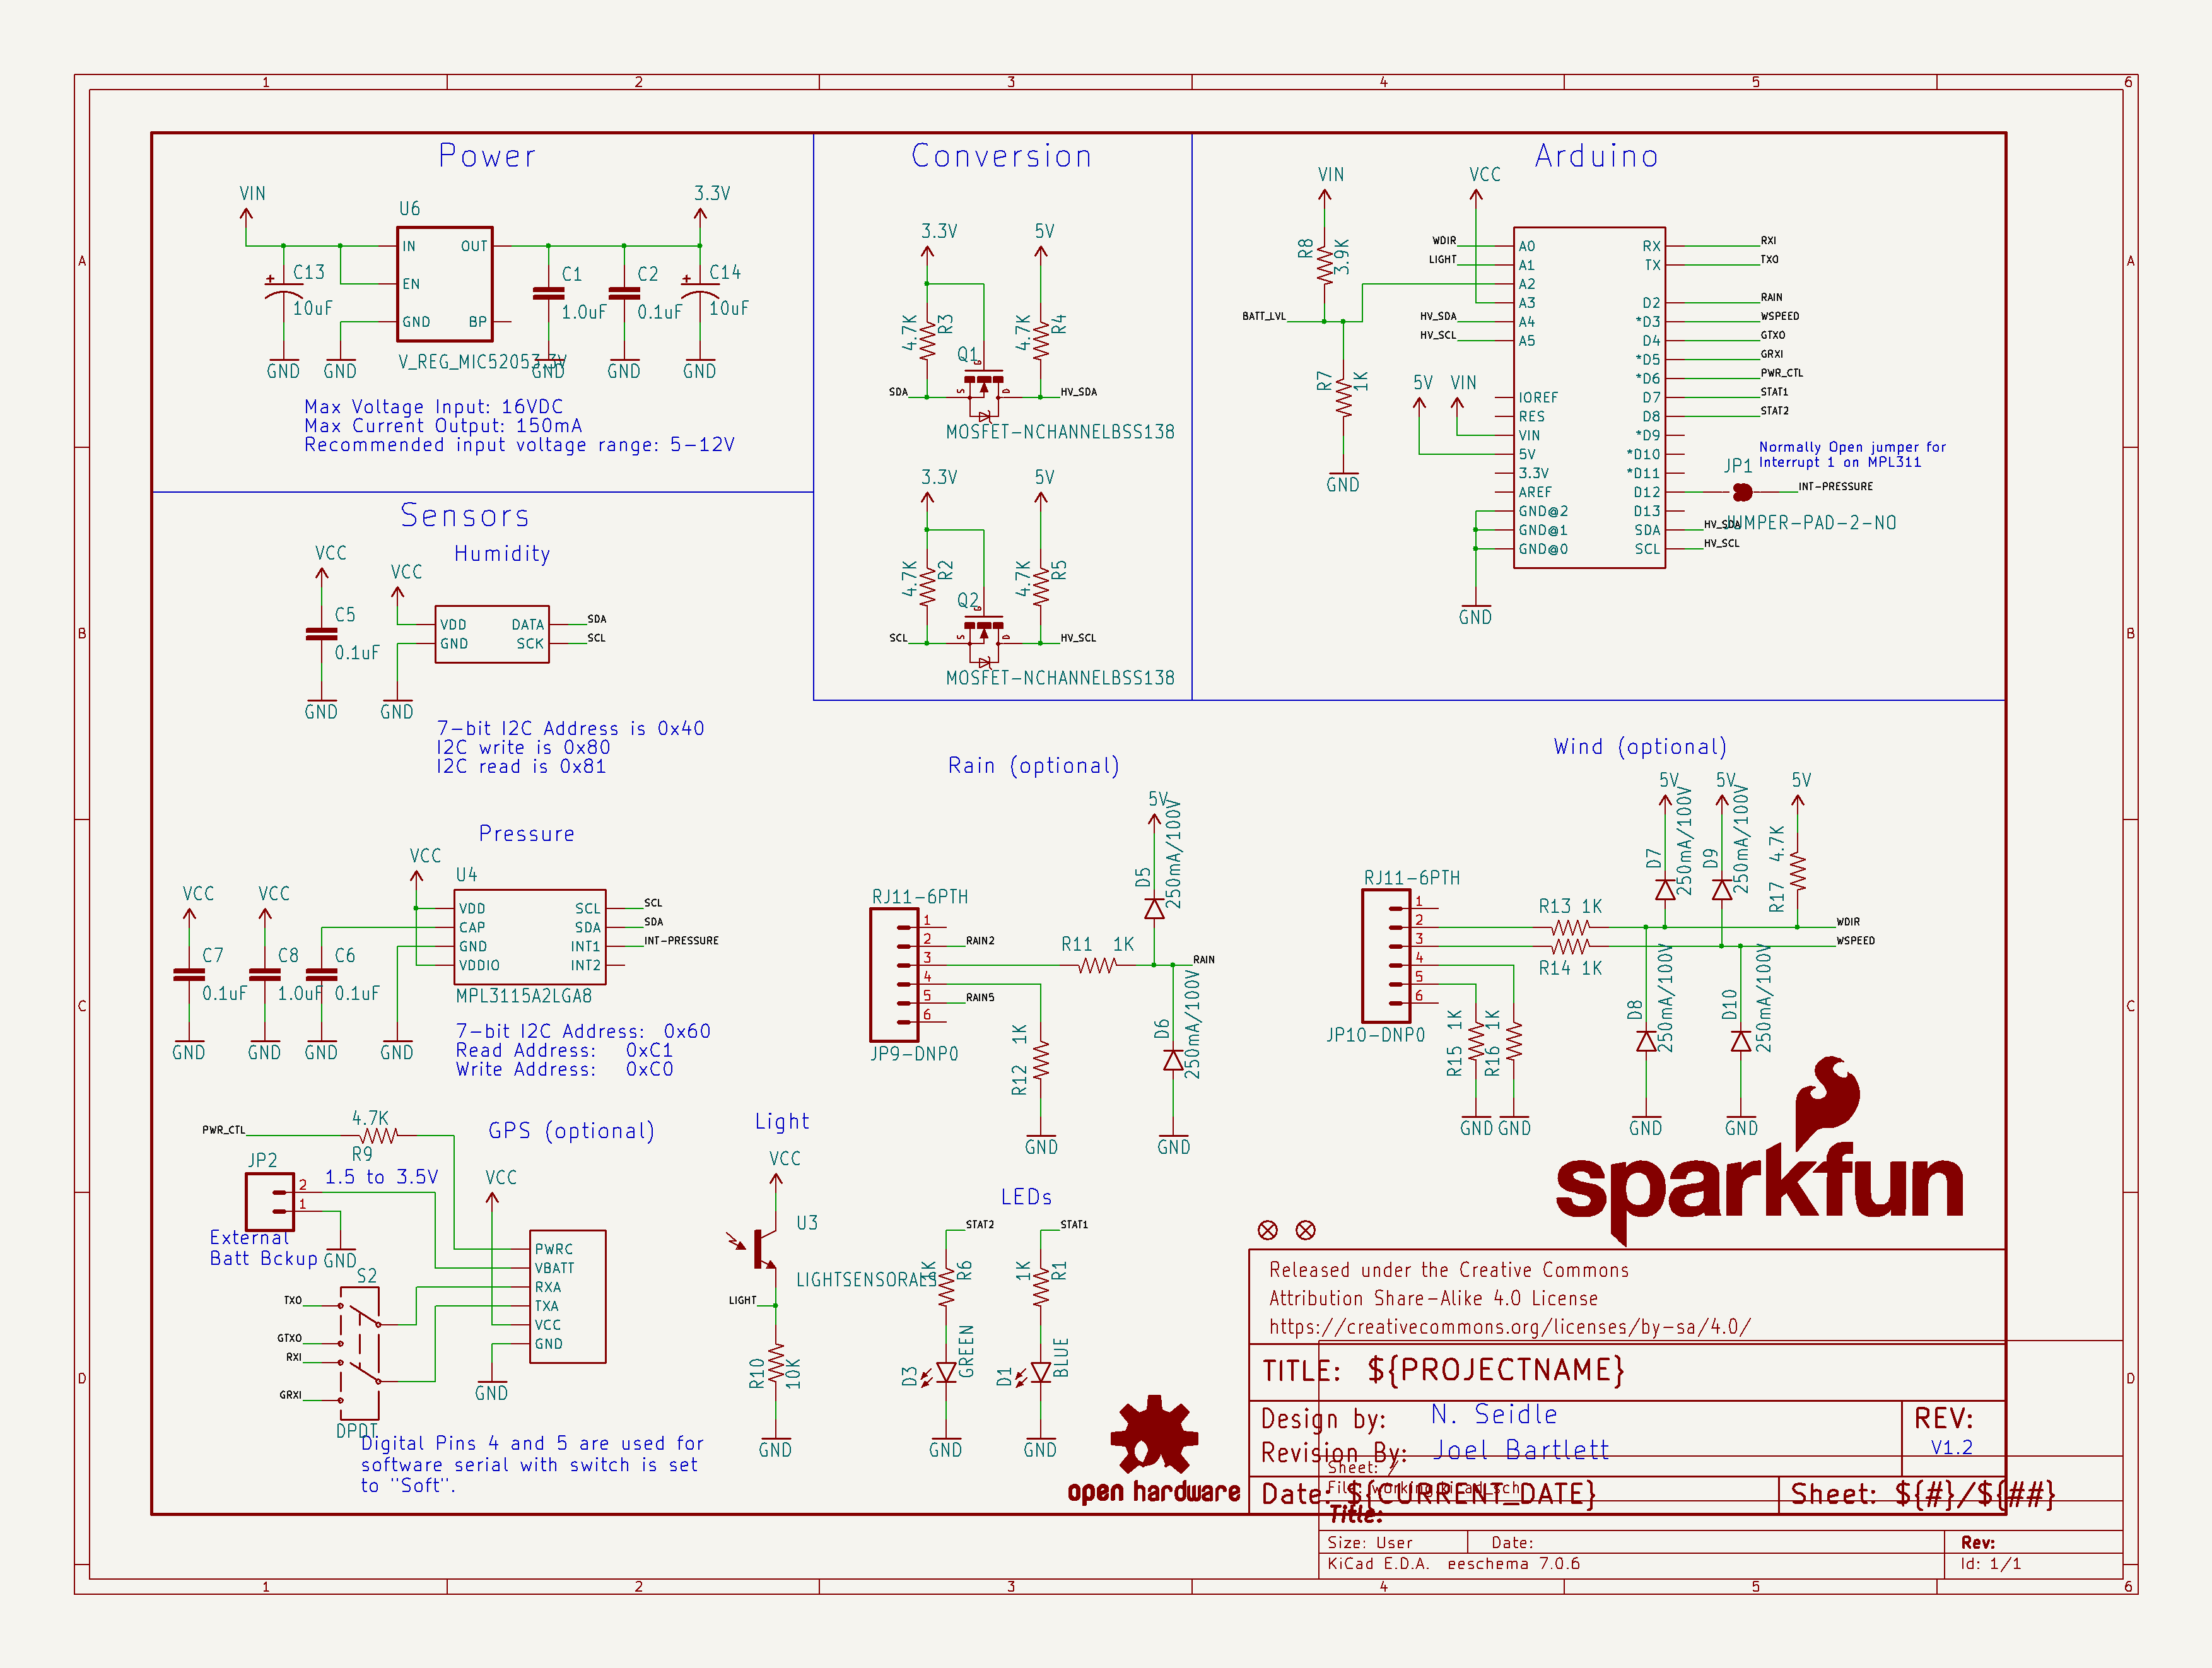 1 2 3 4 5 6
A A
B B
C C
D D
Power
VIN
U6
3.3V
IN OUT
EN
GND BP
C13
10uF
C1
1.0uF
C2
0.1uF
C14
10uF
GND GND GND GND GND
V_REG_MIC52053.3V
Max Voltage Input: 16VDC
Max Current Output: 150mA
Recommended input voltage range: 5-12V
Conversion
3.3V 5V
4.7K R3
4.7K R4
Q1
G
S D
SDA HV_SDA
MOSFET-NCHANNELBSS138
3.3V 5V
4.7K R2
4.7K R5
Q2
G
S D
SCL HV_SCL
MOSFET-NCHANNELBSS138
Arduino
VIN VCC
R8 3.9K
BATT_LVL
R7 1K
GND
WDIR A0 RX RXI
LIGHT A1 TX TXO
A2
A3 D2 RAIN
HV_SDA A4 *D3 WSPEED
HV_SCL A5 D4 GTXO
*D5 GRXI
*D6 PWR_CTL
5V VIN
IOREF D7 STAT1
RES D8 STAT2
VIN *D9
5V *D10
3.3V *D11
AREF D12
GND@2 D13
GND@1 SDA HV_SDA
GND@0 SCL HV_SCL
GND
Normally Open jumper for
Interrupt 1 on MPL311
JP1
INT-PRESSURE
JUMPER-PAD-2-NO
Sensors
Humidity
VCC VCC
C5
0.1uF
VDD DATA SDA
GND SCK SCL
GND GND
7-bit I2C Address is 0x40
I2C write is 0x80
I2C read is 0x81
Pressure
VCC VCC VCC
U4
VDD SCL SCL
CAP SDA SDA
GND INT1 INT-PRESSURE
VDDIO INT2
C7
0.1uF
C8
1.0uF
C6
0.1uF
MPL3115A2LGA8
GND GND GND GND
7-bit I2C Address: 0x60
Read Address: 0xC1
Write Address: 0xC0
Rain (optional)
5V
D5 250mA/100V
RJ11-6PTH
1
2 RAIN2
3
4
5 RAIN5
6
JP9-DNP0
R11 1K
RAIN
R12 1K
D6 250mA/100V
GND GND
Wind (optional)
5V 5V 5V
D7 250mA/100V
D9 250mA/100V
R17 4.7K
RJ11-6PTH
1
2
3
4
5
6
JP10-DNP0
R13 1K
R14 1K
WDIR
WSPEED
R15 1K
R16 1K
D8 250mA/100V
D10 250mA/100V
GND GND GND GND
GPS (optional)
PWR_CTL
4.7K
R9
JP2
2
1
1.5 to 3.5V
External
Batt Bckup
GND
VCC
PWRC
VBATT
RXA
TXA
VCC
GND
GND
S2
TXO
GTXO
RXI
GRXI
DPDT
Digital Pins 4 and 5 are used for
software serial with switch is set
to "Soft".
Light
VCC
U3
LIGHTSENSORALS
LIGHT
R10 10K
GND
LEDs
STAT2 STAT1
1K R6
1K R1
D3 GREEN
D1 BLUE
GND GND
open hardware
sparkfun
Released under the Creative Commons
Attribution Share-Alike 4.0 License
https://creativecommons.org/licenses/by-sa/4.0/
TITLE: ${PROJECTNAME}
Design by: N. Seidle
Revision By: Joel Bartlett
REV:
V1.2
Date: ${CURRENT_DATE}
Sheet: ${#}/${##}
Sheet: /
File: working.kicad_sch
Title:
Size: User Date: Rev:
KiCad E.D.A. eeschema 7.0.6 Id: 1/1
1 2 3 4 5 6